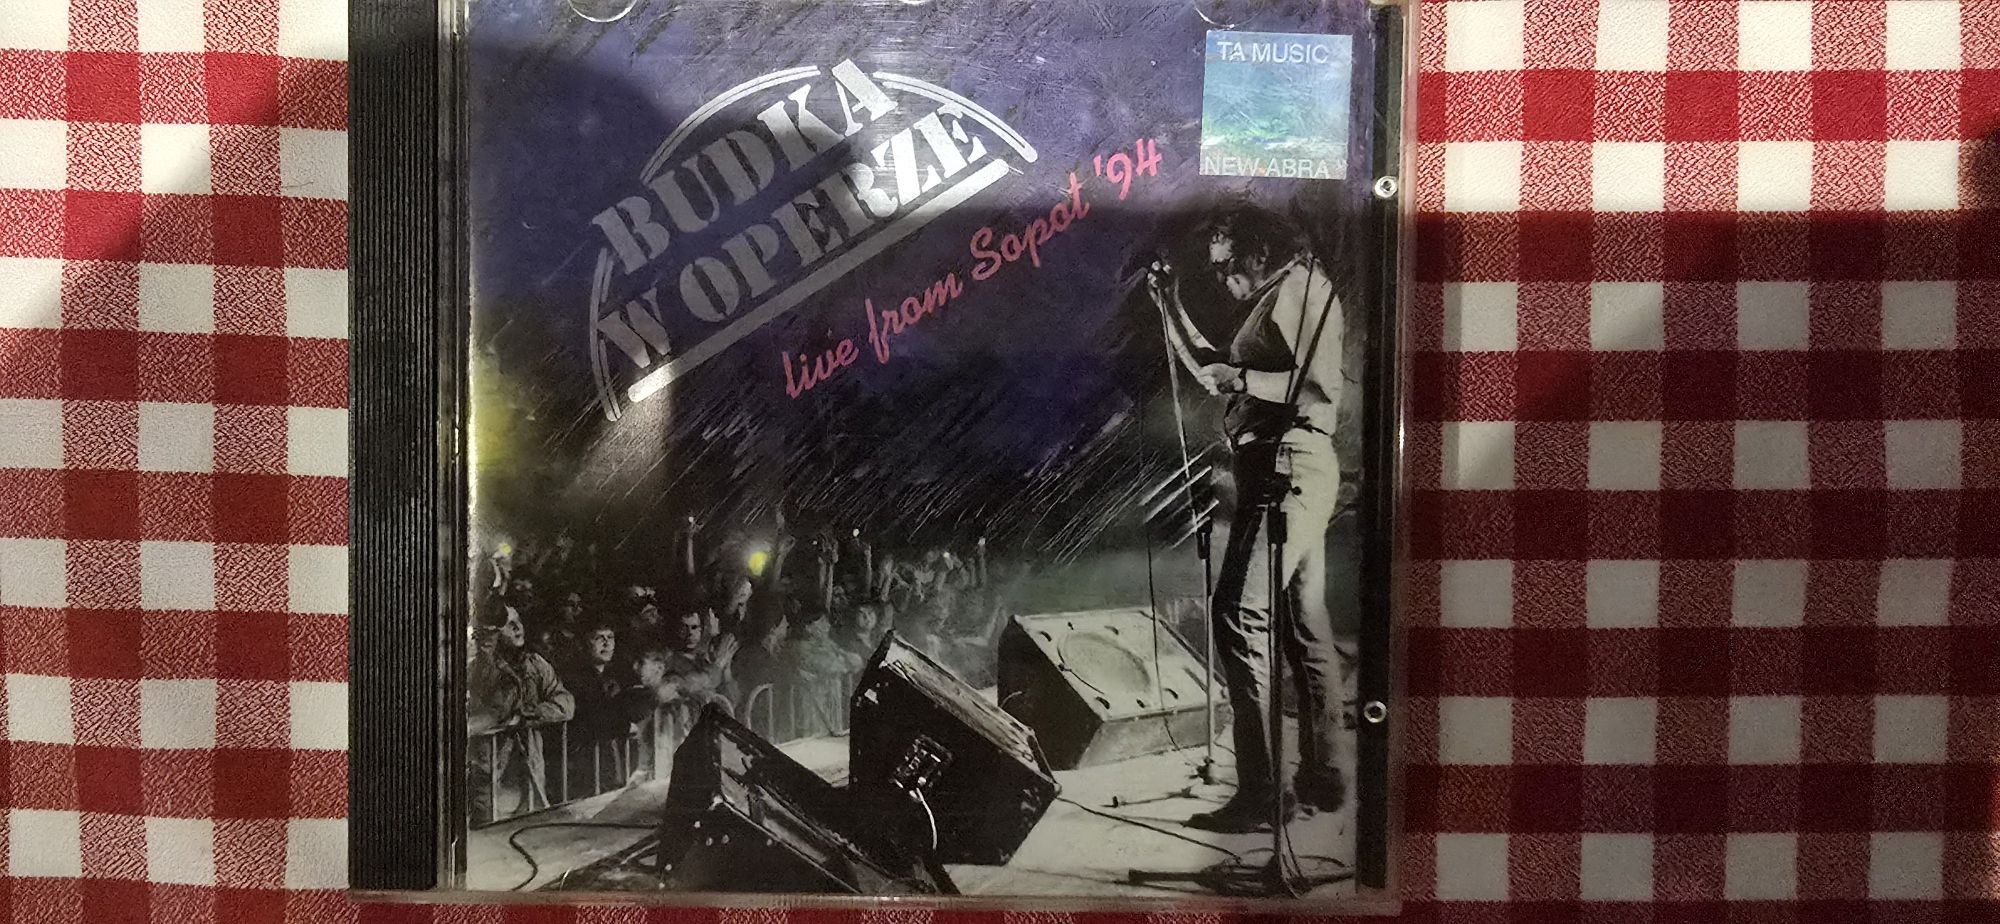 BUDKA
W OPERZE
live from Sopot '94
TA MUSIC
NEW ABRA